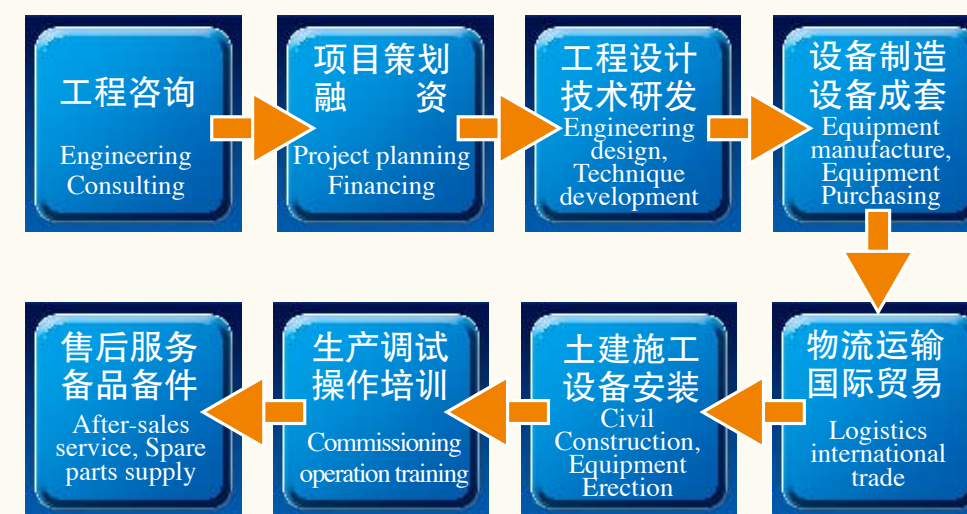 工程咨询
Engineering
Consulting
项目策划
融 资
Project planning
Financing
工程设计
技术研发
Engineering
design,
Technique
development
设备制造
设备成套
Equipment
manufacture,
Equipment
Purchasing
物流运输
国际贸易
Logistics
international
trade
土建施工
设备安装
Civil
Construction,
Equipment
Erection
生产调试
操作培训
Commissioning
operation training
售后服务
备品备件
After-sales
service, Spare
parts supply